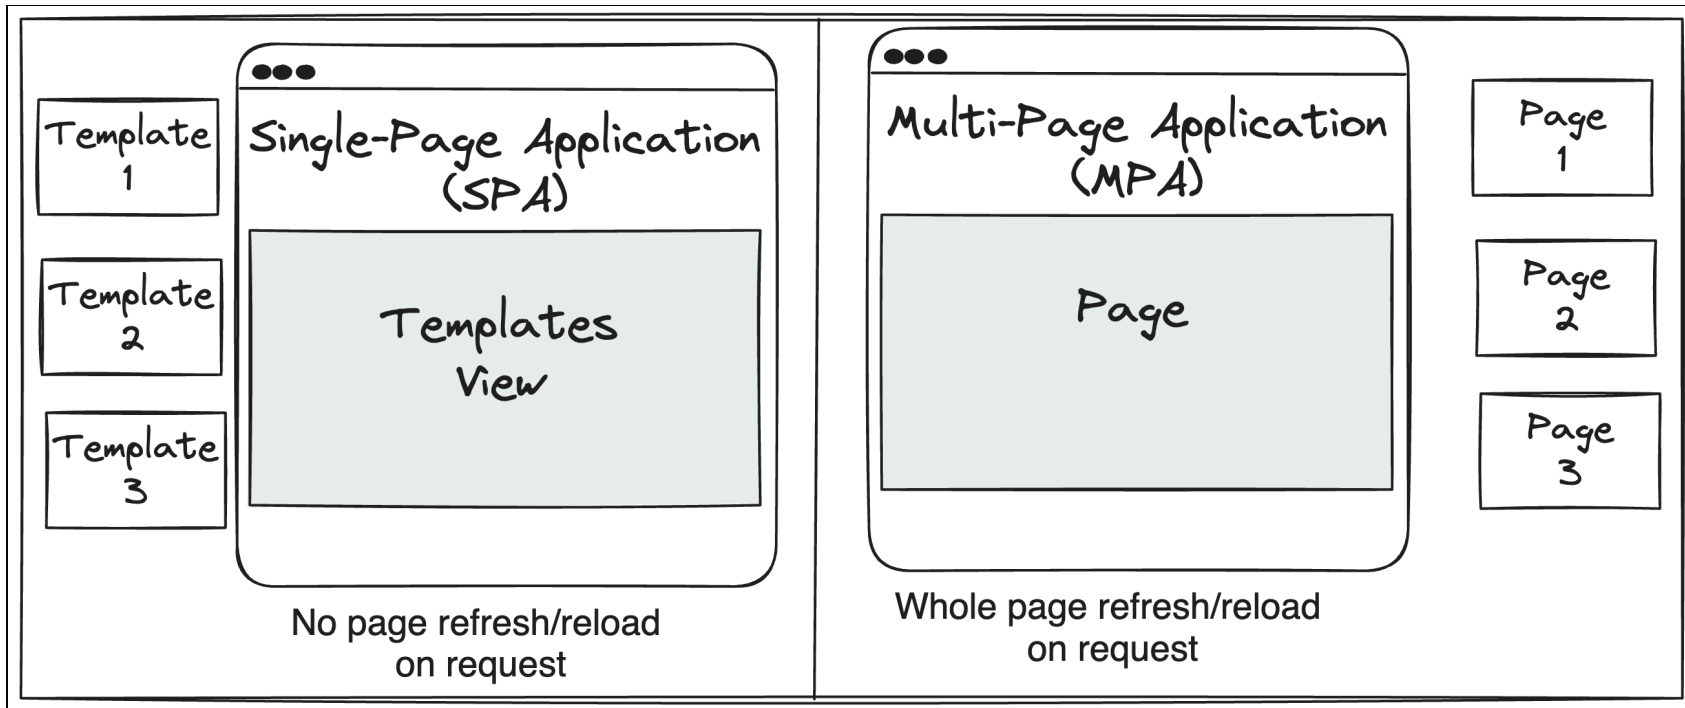 Template
1
Template
2
Template
3
Single-Page Application
(SPA)
Templates
View
No page refresh/reload
on request
Multi-Page Application
(MPA)
Page
Whole page refresh/reload
on request
Page
1
Page
2
Page
3